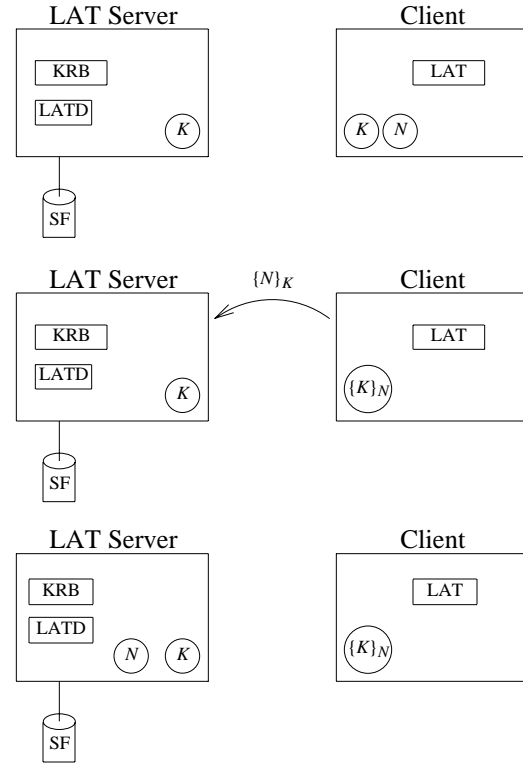 LAT Server Client
KRB LAT
LATD
K K N
SF
LAT Server {N}K Client
KRB LAT
LATD
K {K}N
SF
LAT Server Client
KRB LAT
LATD
N K {K}N
SF